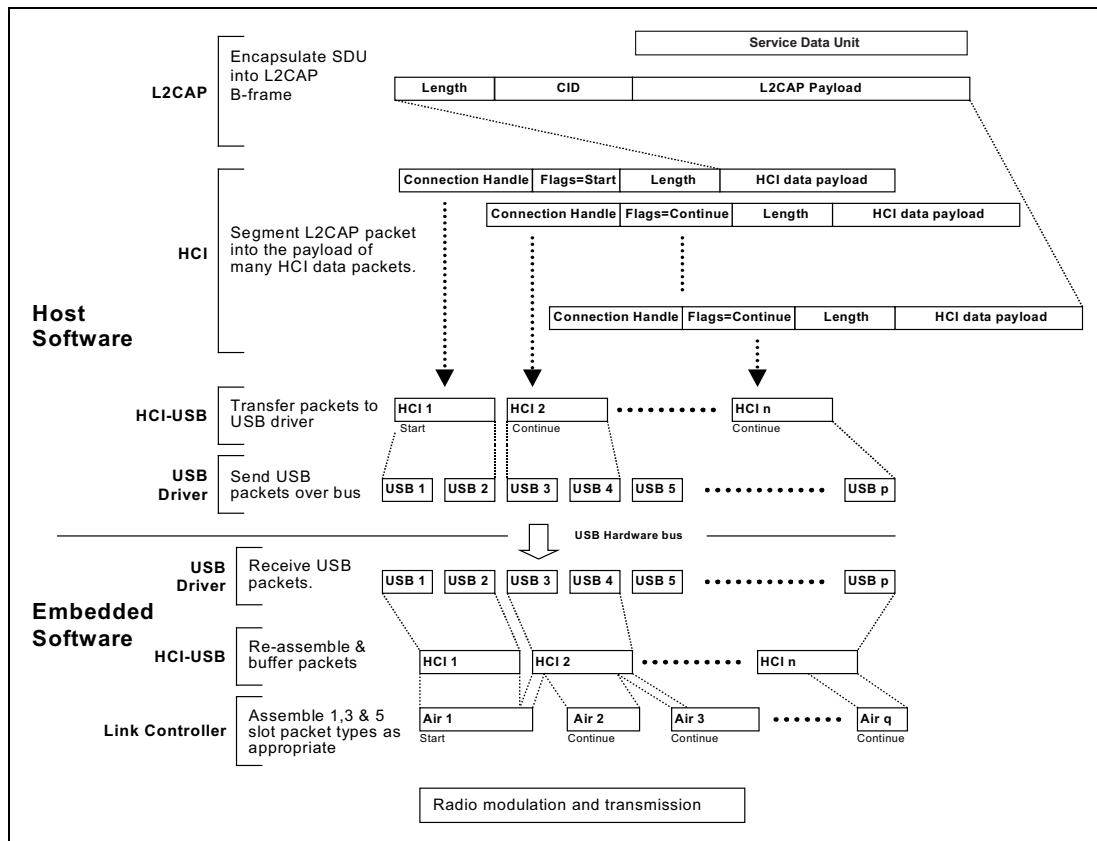 Service Data Unit
Encapsulate SDU
into L2CAP
B-frame
L2CAP
Length CID L2CAP Payload
Connection Handle Flags=Start Length HCI data payload
Connection Handle Flags=Continue Length HCI data payload
HCI
Segment L2CAP packet
into the payload of
many HCI data packets.
Connection Handle Flags=Continue Length HCI data payload
Host
Software
HCI-USB
Transfer packets to
USB driver
HCI 1 HCI 2 HCI n
Start Continue Continue
USB
Driver
Send USB
packets over bus
USB 1 USB 2 USB 3 USB 4 USB 5 USB p
USB Hardware bus
USB
Driver
Receive USB
packets.
USB 1 USB 2 USB 3 USB 4 USB 5 USB p
Embedded
Software
HCI-USB
Re-assemble &
buffer packets
HCI 1 HCI 2 HCI n
Link Controller
Assemble 1,3 & 5
slot packet types as
appropriate
Air 1 Air 2 Air 3 Air q
Start Continue Continue Continue
Radio modulation and transmission